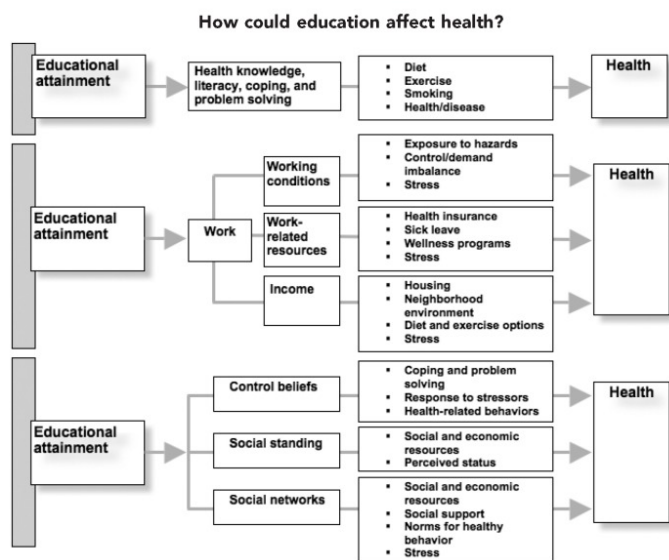 How could education affect health?
Educational
attainment
Health knowledge,
literacy, coping, and
problem solving
▪ Diet
▪ Exercise
▪ Smoking
▪ Health/disease
Health
Educational
attainment
Work
Working
conditions
▪ Exposure to hazards
▪ Control/demand
imbalance
▪ Stress
Work-
related
resources
▪ Health insurance
▪ Sick leave
▪ Wellness programs
▪ Stress
Income
▪ Housing
▪ Neighborhood
environment
▪ Diet and exercise options
▪ Stress
Health
Educational
attainment
Control beliefs
▪ Coping and problem
solving
▪ Response to stressors
▪ Health-related behaviors
Social standing
▪ Social and economic
resources
▪ Perceived status
Social networks
▪ Social and economic
resources
▪ Social support
▪ Norms for healthy
behavior
▪ Stress
Health